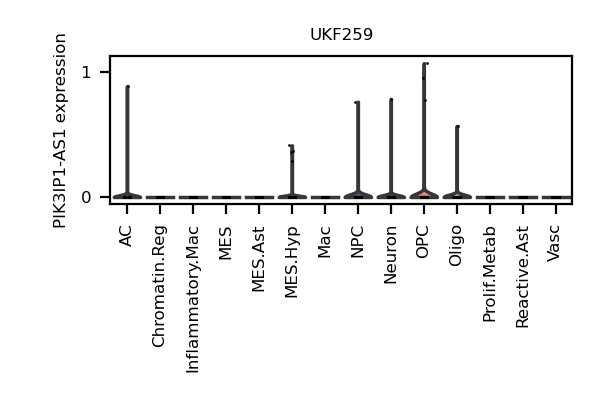 UKF259
PIK3IP1-AS1 expression
1
0
AC
Chromatin.Reg
Inflammatory.Mac
MES
MES.Ast
MES.Hyp
Mac
NPC
Neuron
OPC
Oligo
Prolif.Metab
Reactive.Ast
Vasc